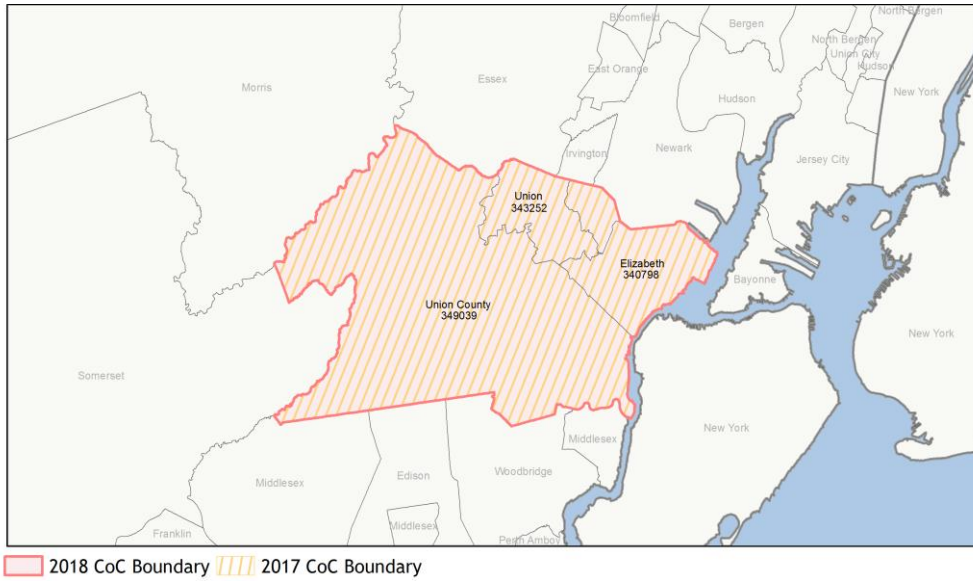 North Bergen
Bloomfield
Bergen
North Bergen
Union City
Hudson
East Orange
Essex
Morris
New York
Hudson
Irvington
Newark
Jersey City
Union
343252
Elizabeth
340798
Bayonne
Union County
349039
New York
Somerset
New York
Middlesex
Woodbridge
Edison
Middlesex
Middlesex
Franklin
Perth Amboy
2018 CoC Boundary 2017 CoC Boundary